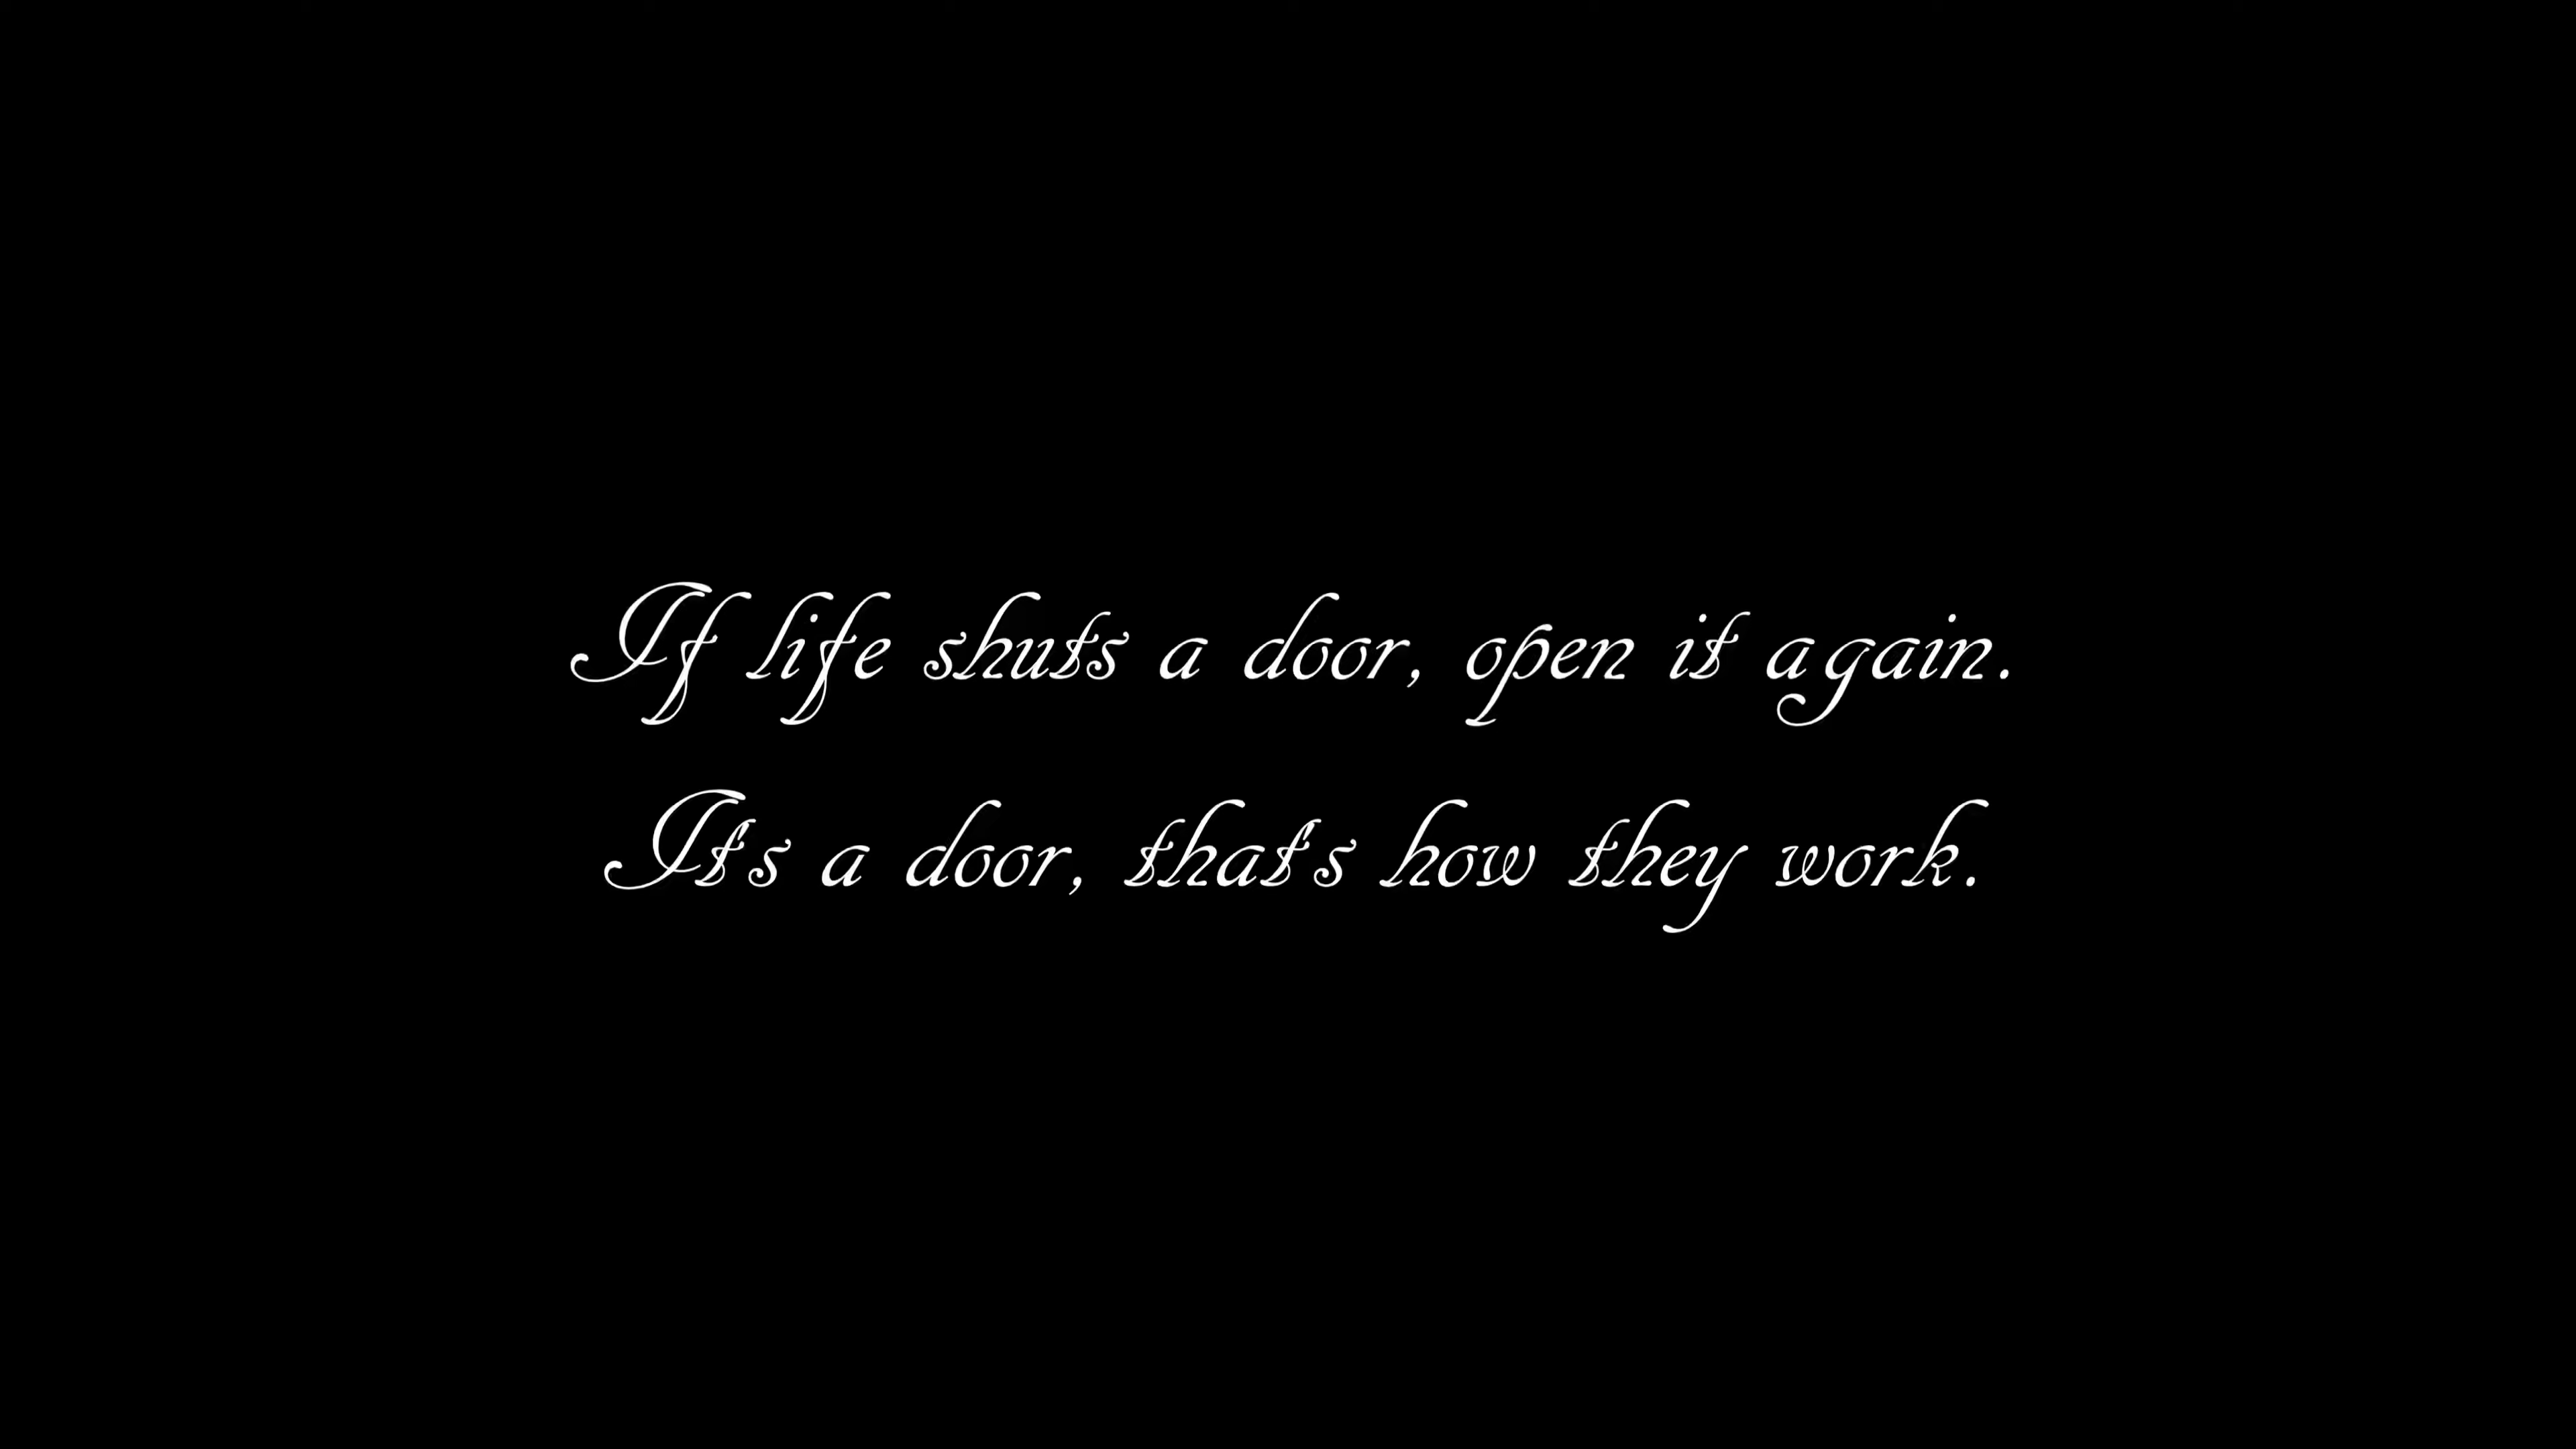 If life shuts a door, open it again.
It's a door, that's how they work.